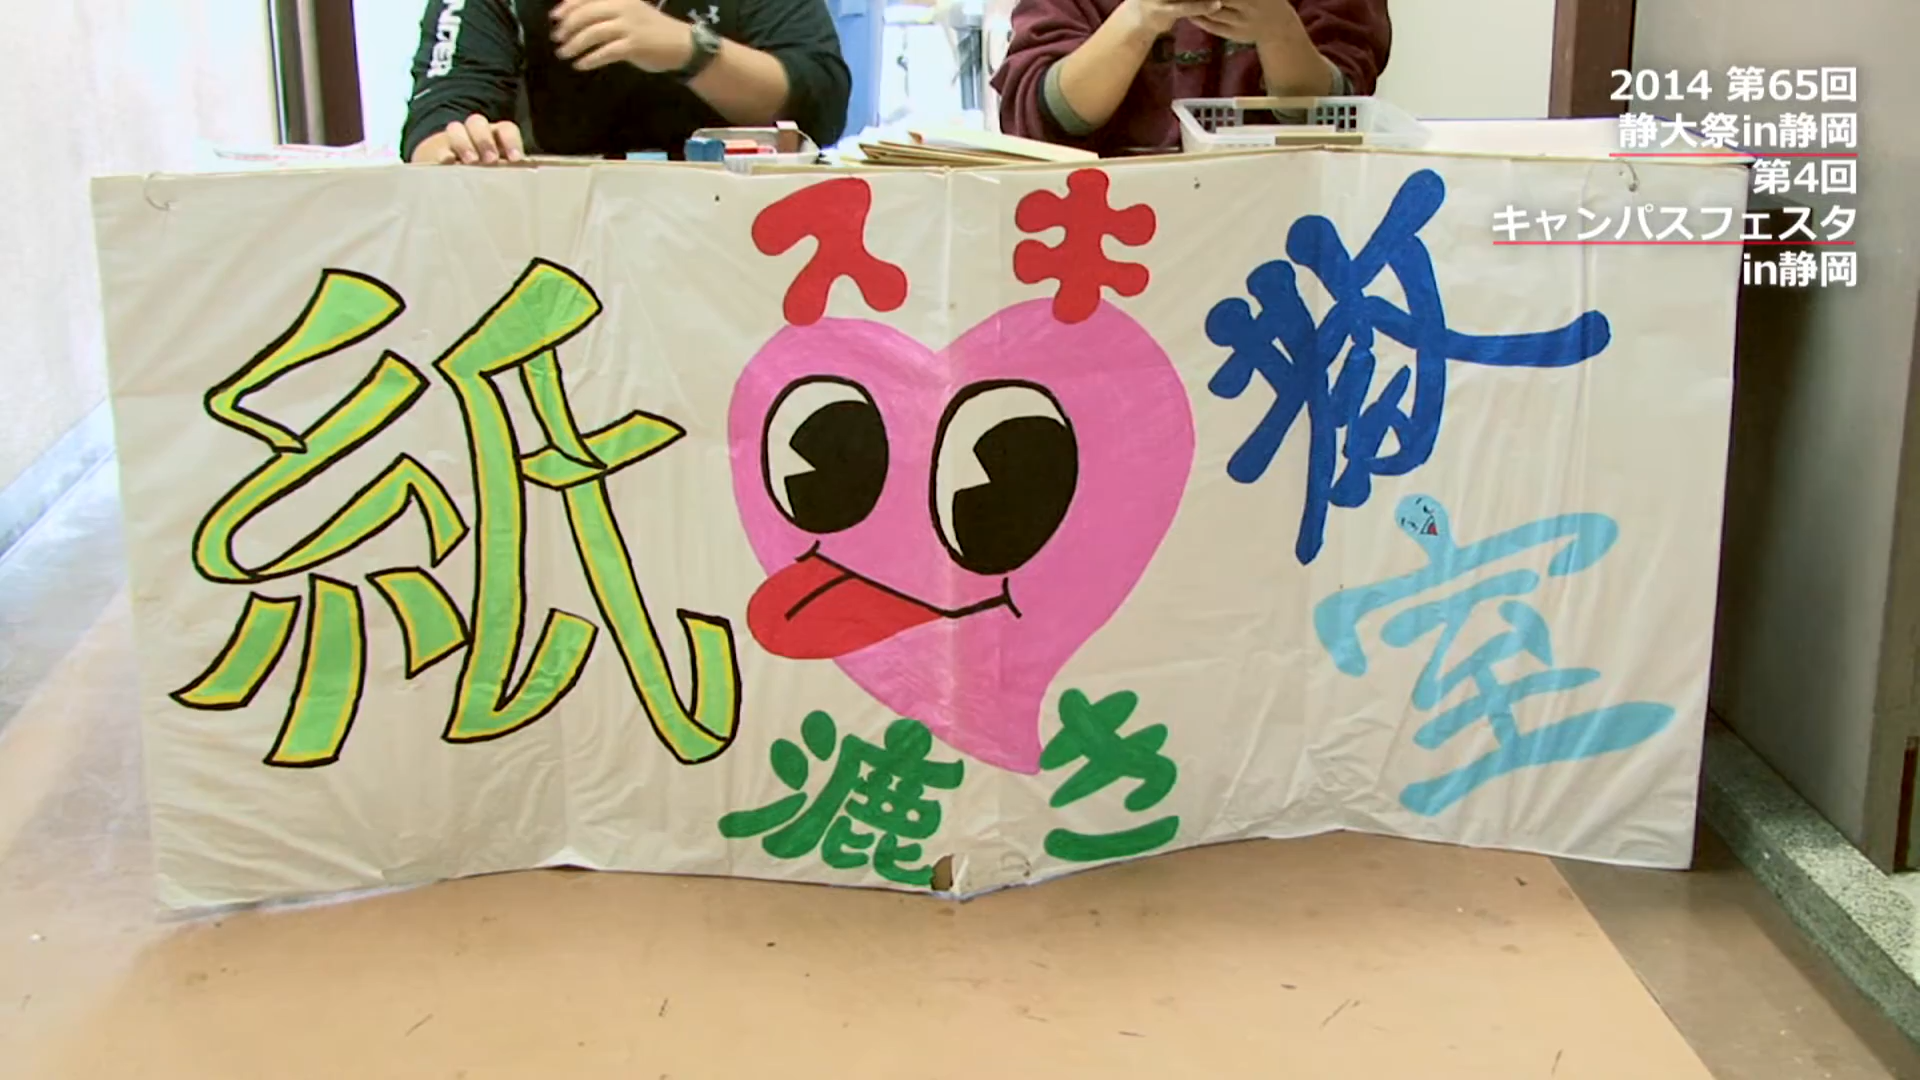 2014 第65回
静大祭in静岡
第4回
キャンパスフェスタ
in静岡
紙
スキ
漉き
教
室